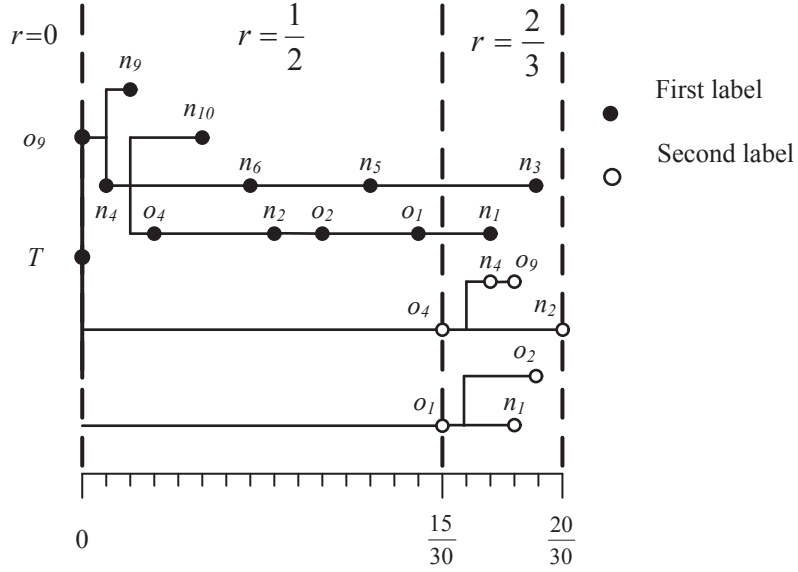 r=0
r = 1/2
r = 2/3
n9
n10
First label
o9
Second label
n6
n5
n3
n4
o4
n2
o2
o1
n1
T
n4
o9
o4
n2
o2
o1
n1
0
15/30
20/30